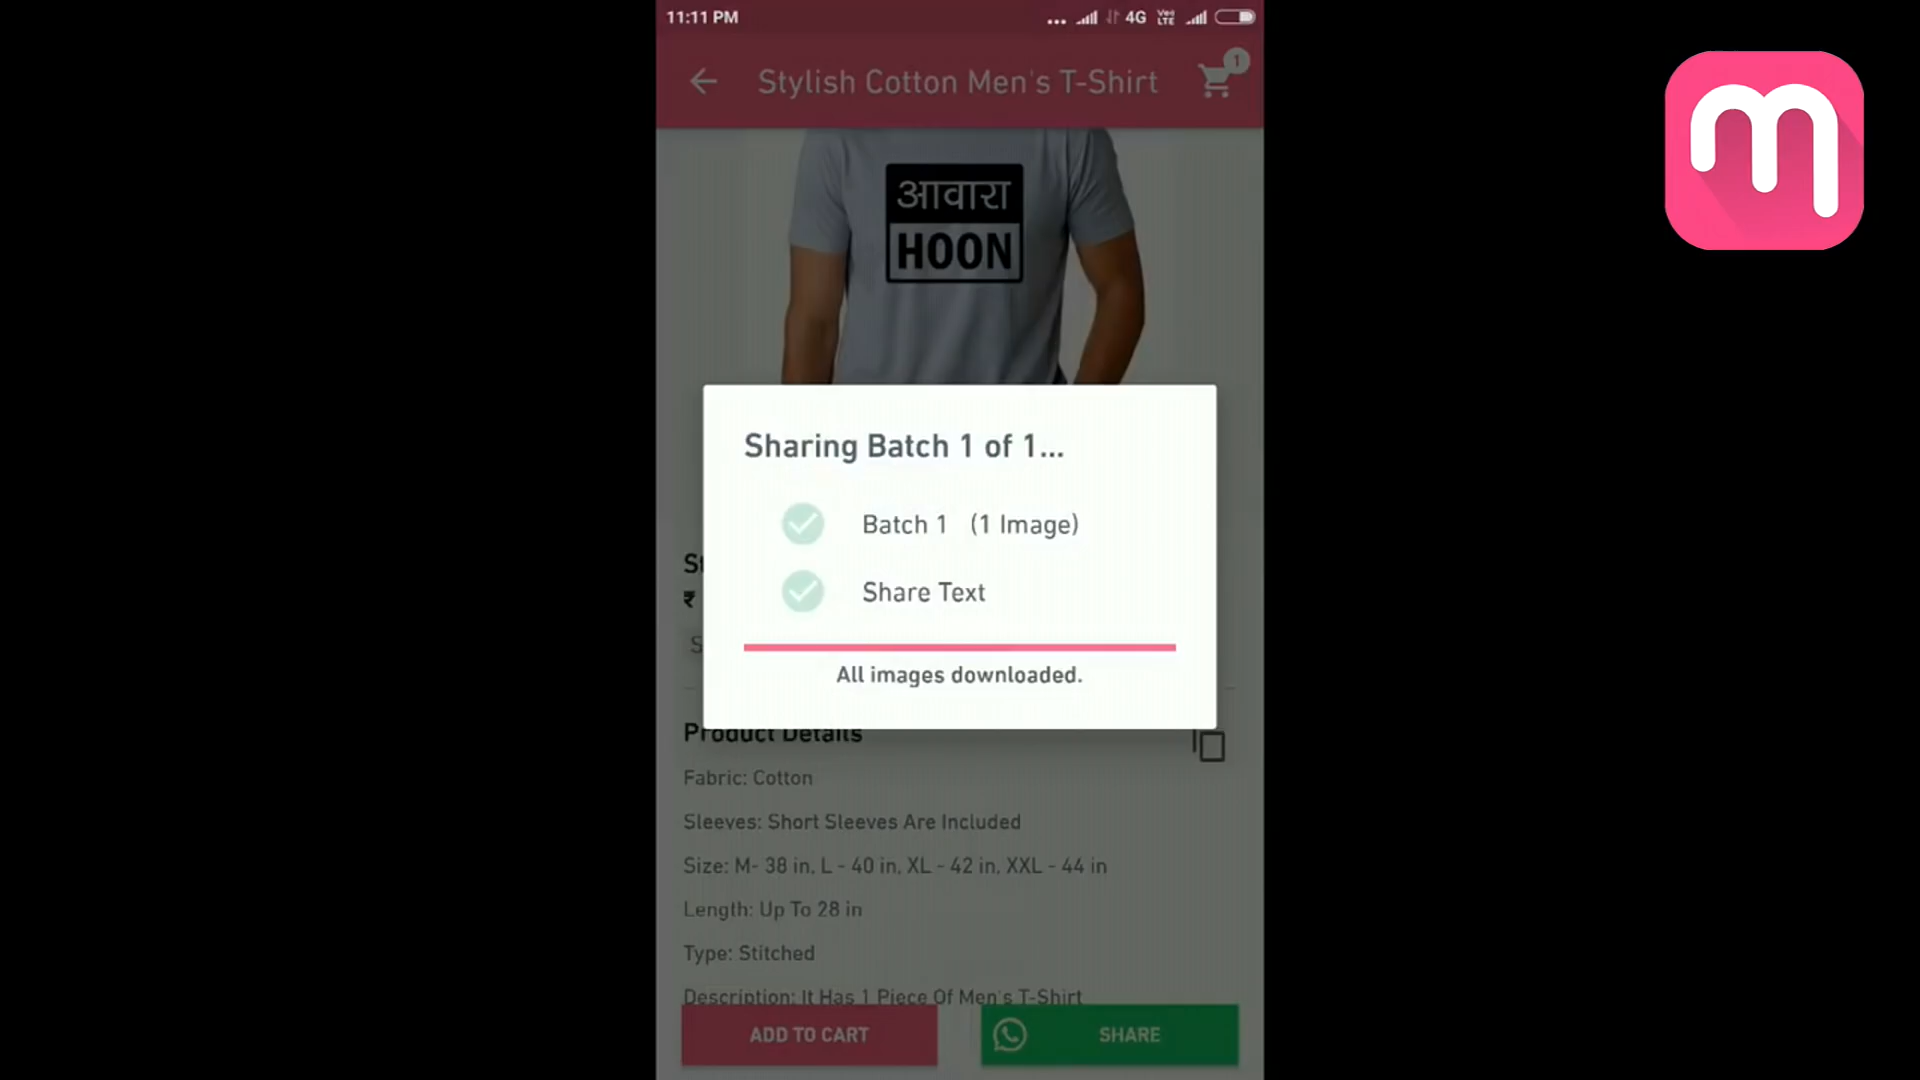 11:11 PM
4G
Vo)
LTE
Stylish Cotton Men's T-Shirt
1
आवारा
HOON
Sharing Batch 1 of 1...
Batch 1 (1 Image)
Share Text
₹
All images downloaded.
Product Details
Fabric: Cotton
Sleeves: Short Sleeves Are Included
Size: M- 38 in, L - 40 in, XL - 42 in, XXL - 44 in
Length: Up To 28 in
Type: Stitched
Description: It Has 1 Piece Of Men's T-Shirt
ADD TO CART
SHARE
m